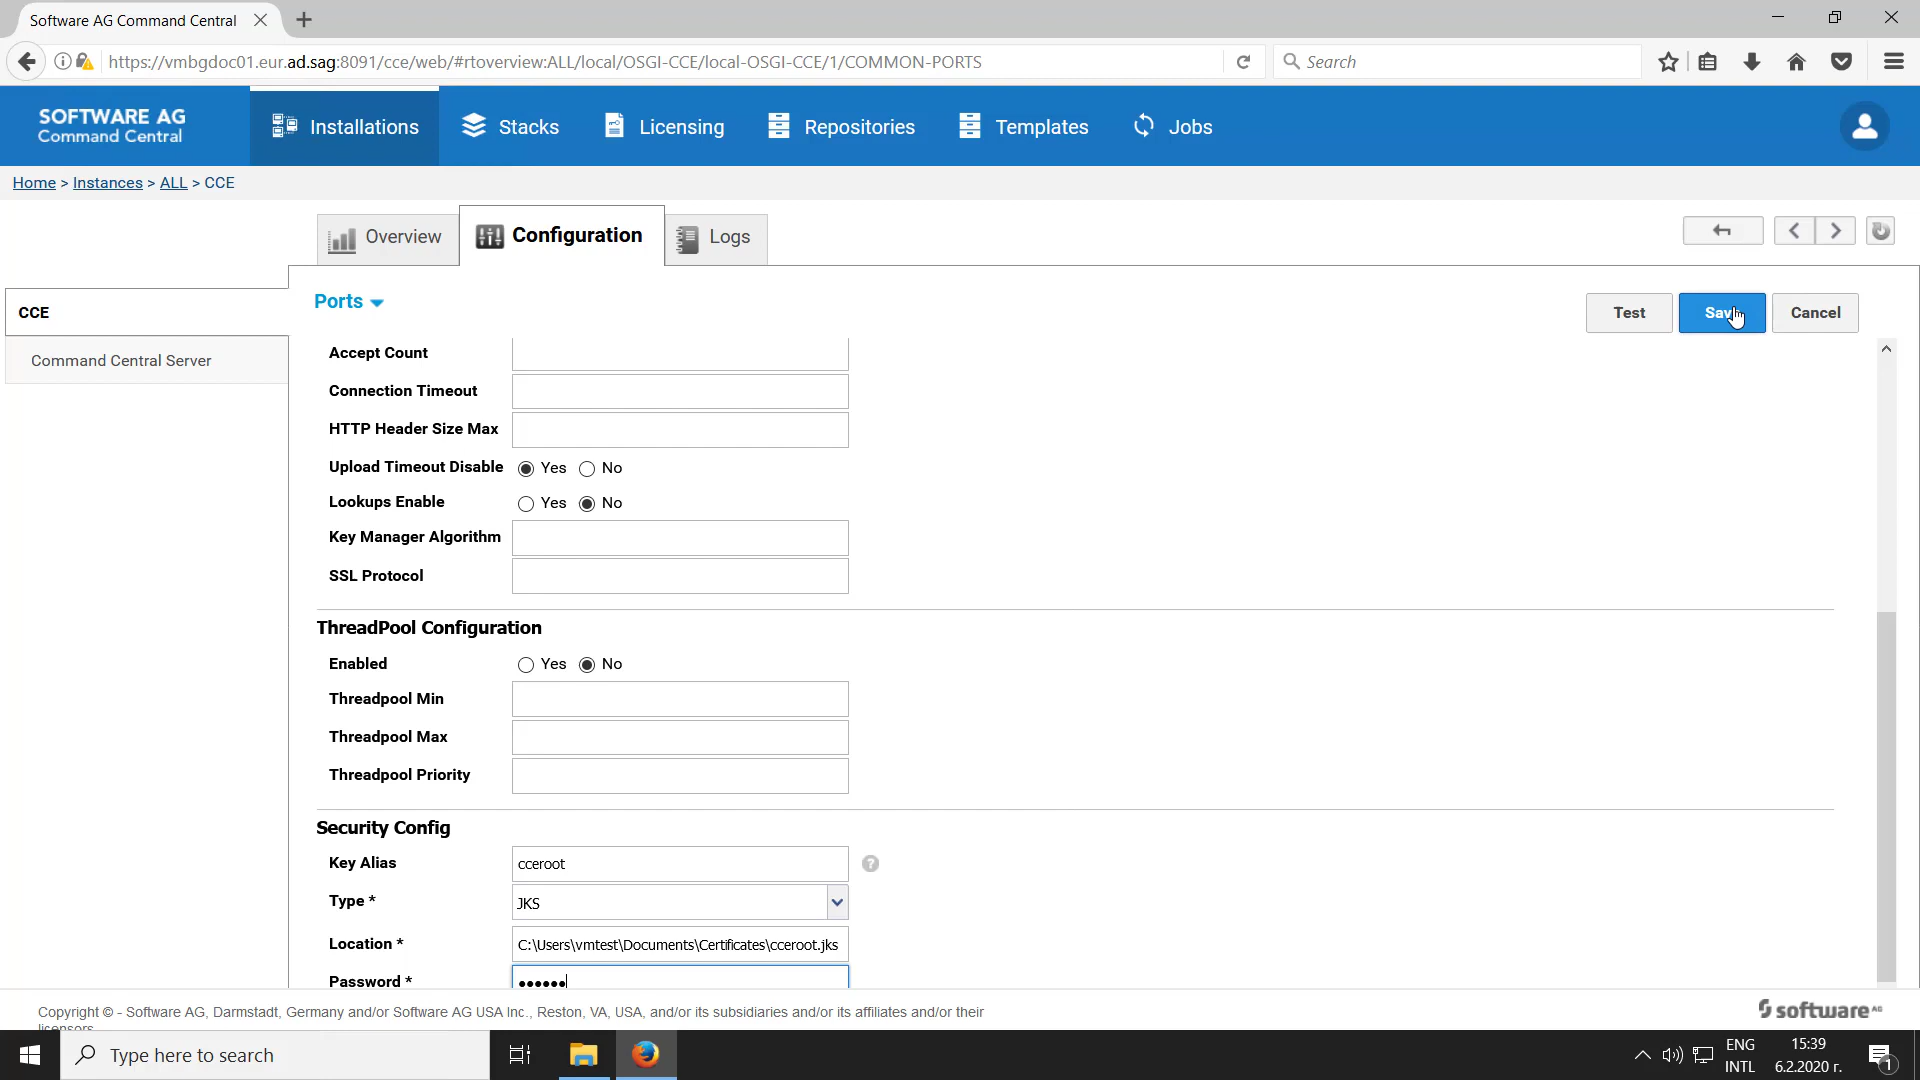 Software AG Command Central
https://vmbgdoc01.eur.ad.sag:8091/cce/web/#rtoverview:ALL/local/OSGI-CCE/local-OSGI-CCE/1/COMMON-PORTS
Search
SOFTWARE AG
Command Central
Installations
Stacks
Licensing
Repositories
Templates
Jobs
Home > Instances > ALL > CCE
Overview
Configuration
Logs
CCE
Command Central Server
Ports
Test
Save
Cancel
Accept Count
Connection Timeout
HTTP Header Size Max
Upload Timeout Disable Yes No
Lookups Enable Yes No
Key Manager Algorithm
SSL Protocol
ThreadPool Configuration
Enabled Yes No
Threadpool Min
Threadpool Max
Threadpool Priority
Security Config
Key Alias cceroot ?
Type * JKS
Location * C:\Users\vmtest\Documents\Certificates\cceroot.jks
Password * ••••••
Copyright © - Software AG, Darmstadt, Germany and/or Software AG USA Inc., Reston, VA, USA, and/or its subsidiaries and/or its affiliates and/or their
licensors.
software AG
Type here to search
ENG
INTL
15:39
6.2.2020 г.
1